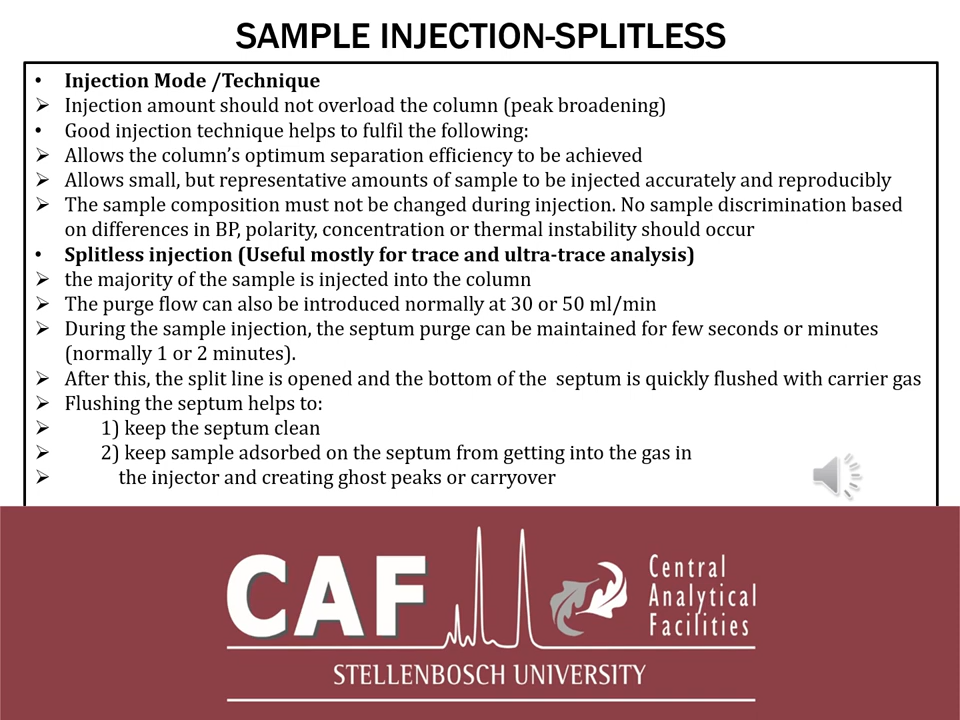 SAMPLE INJECTION-SPLITLESS
• Injection Mode /Technique
➢ Injection amount should not overload the column (peak broadening)
• Good injection technique helps to fulfil the following:
➢ Allows the column’s optimum separation efficiency to be achieved
➢ Allows small, but representative amounts of sample to be injected accurately and reproducibly
➢ The sample composition must not be changed during injection. No sample discrimination based
on differences in BP, polarity, concentration or thermal instability should occur
• Splitless injection (Useful mostly for trace and ultra-trace analysis)
➢ the majority of the sample is injected into the column
➢ The purge flow can also be introduced normally at 30 or 50 ml/min
➢ During the sample injection, the septum purge can be maintained for few seconds or minutes
(normally 1 or 2 minutes).
➢ After this, the split line is opened and the bottom of the  septum is quickly flushed with carrier gas
➢ Flushing the septum helps to:
➢ 1) keep the septum clean
➢ 2) keep sample adsorbed on the septum from getting into the gas in
➢ the injector and creating ghost peaks or carryover
CAF
Central
Analytical
Facilities
STELLENBOSCH UNIVERSITY